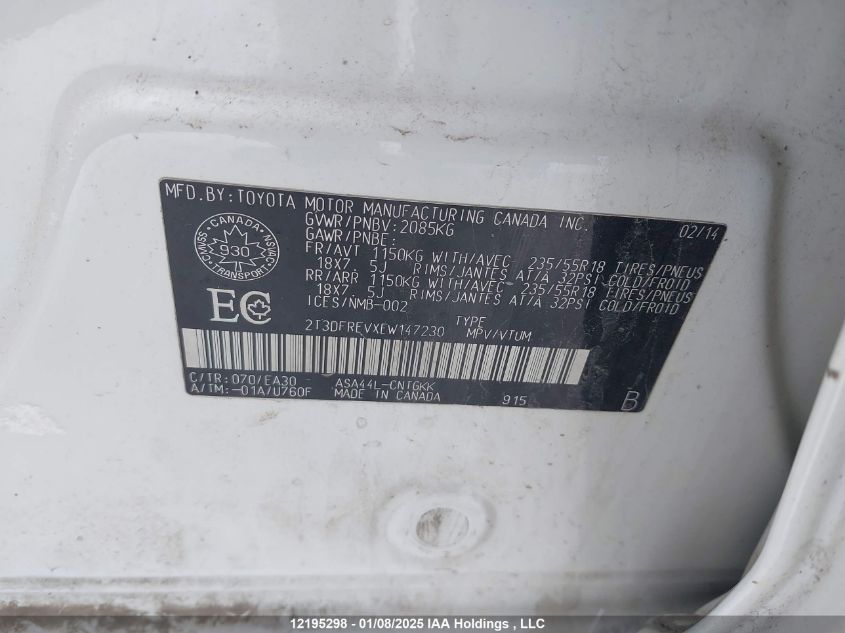 MFD. BY: TOYOTA MOTOR MANUFACTURING CANADA INC. 02/14
GVWR/PNBV: 2085KG
GAWR/PNBE:
FR/AVT 1150KG WITH/AVEC 235/55R18 TIRES/PNEUS
18X7.5J RIMS/JANTES AT/A 32PSI COLD/FROID
RR/ARR 1150KG WITH/AVEC 235/55R18 TIRES/PNEUS
18X7.5J RIMS/JANTES AT/A 32PSI COLD/FROID
ICES/NMB-002
CANADA
SVMSS 930 NSVAC
TRANSPORT
EC
2T3DFREVXEW147230 TYPE MPV/VTUM
C/TR: 070/EA30 ASA44L-CNTGKK
A/TM: -01A/U760F MADE IN CANADA 915 B
12195298 - 01/08/2025 IAA Holdings , LLC